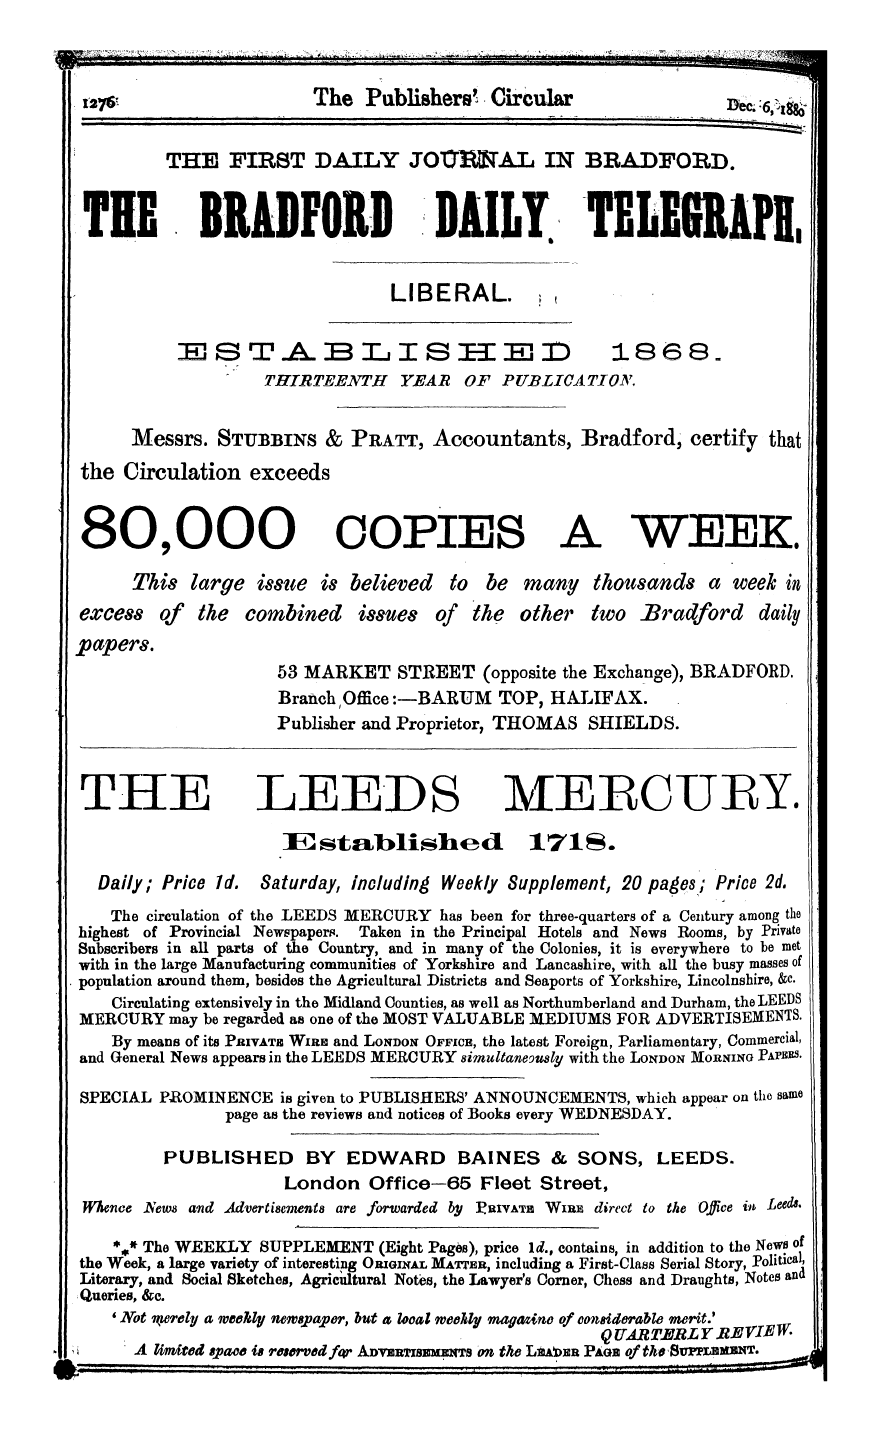 1276 The Publishers' Circular Dec. 6, 1880
THE FIRST DAILY JOURNAL IN BRADFORD.
THE BRADFORD DAILY TELEGRAPH,
LIBERAL.
ESTABLISHED 1868.
THIRTEENTH YEAR OF PUBLICATION.
Messrs. STUBBINS & PRATT, Accountants, Bradford, certify that
the Circulation exceeds
80,000 COPIES A WEEK.
This large issue is believed to be many thousands a week in
excess of the combined issues of the other two Bradford daily
papers.
53 MARKET STREET (opposite the Exchange), BRADFORD.
Branch Office:—BARUM TOP, HALIFAX.
Publisher and Proprietor, THOMAS SHIELDS.
THE LEEDS MERCURY.
Established 1718.
Daily; Price 1d. Saturday, including Weekly Supplement, 20 pages; Price 2d.
The circulation of the LEEDS MERCURY has been for three-quarters of a Century among the
highest of Provincial Newspapers. Taken in the Principal Hotels and News Rooms, by Private
Subscribers in all parts of the Country, and in many of the Colonies, it is everywhere to be met
with in the large Manufacturing communities of Yorkshire and Lancashire, with all the busy masses of
population around them, besides the Agricultural Districts and Seaports of Yorkshire, Lincolnshire, &c.
Circulating extensively in the Midland Counties, as well as Northumberland and Durham, the LEEDS
MERCURY may be regarded as one of the MOST VALUABLE MEDIUMS FOR ADVERTISEMENTS.
By means of its PRIVATE WIRE and LONDON OFFICE, the latest Foreign, Parliamentary, Commercial,
and General News appears in the LEEDS MERCURY simultaneously with the LONDON MORNING PAPERS.
SPECIAL PROMINENCE is given to PUBLISHERS' ANNOUNCEMENTS, which appear on the same
page as the reviews and notices of Books every WEDNESDAY.
PUBLISHED BY EDWARD BAINES & SONS, LEEDS.
London Office—65 Fleet Street,
Whence News and Advertisements are forwarded by PRIVATE WIRE direct to the Office in Leeds.
*** The WEEKLY SUPPLEMENT (Eight Pages), price 1d., contains, in addition to the News of
the Week, a large variety of interesting ORIGINAL MATTER, including a First-Class Serial Story, Political,
Literary, and Social Sketches, Agricultural Notes, the Lawyer's Corner, Chess and Draughts, Notes and
Queries, &c.
'Not merely a weekly newspaper, but a local weekly magazine of considerable merit.'
QUARTERLY REVIEW.
A limited space is reserved for ADVERTISEMENTS on the LEADER PAGE of the SUPPLEMENT.